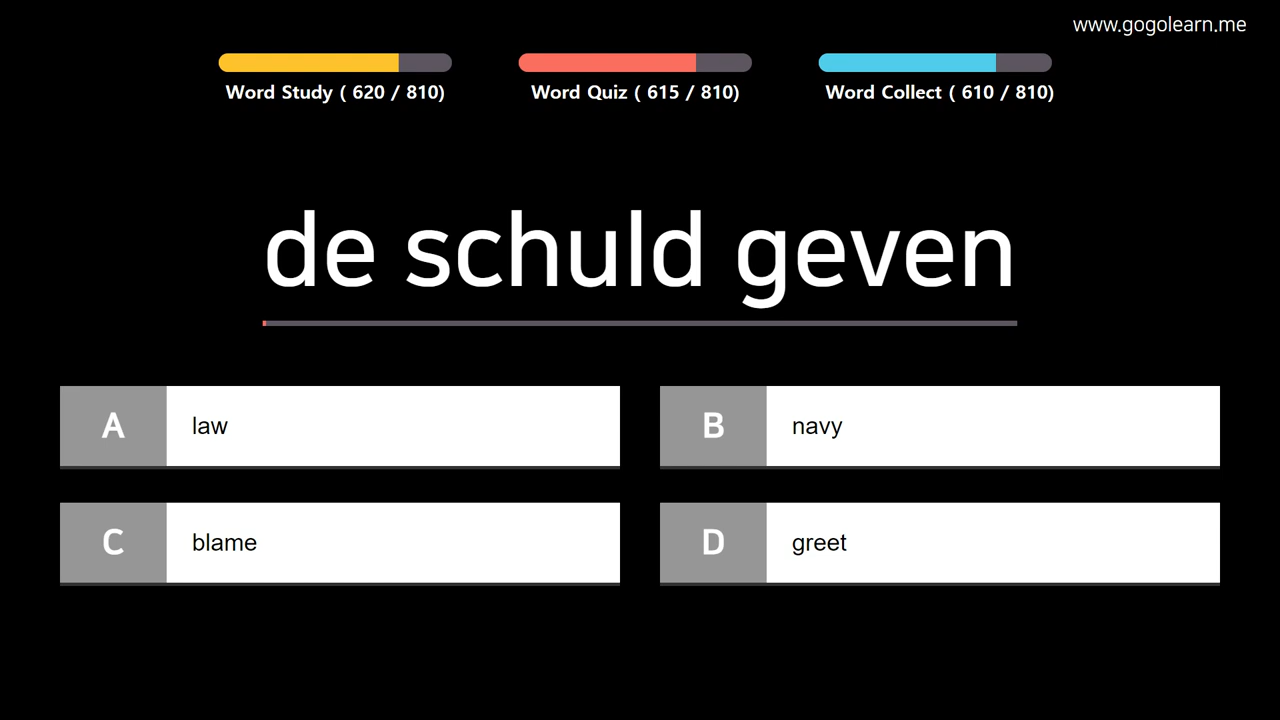 www.gogolearn.me
Word Study ( 620 / 810)
Word Quiz ( 615 / 810)
Word Collect ( 610 / 810)
de schuld geven
A law
B navy
C blame
D greet